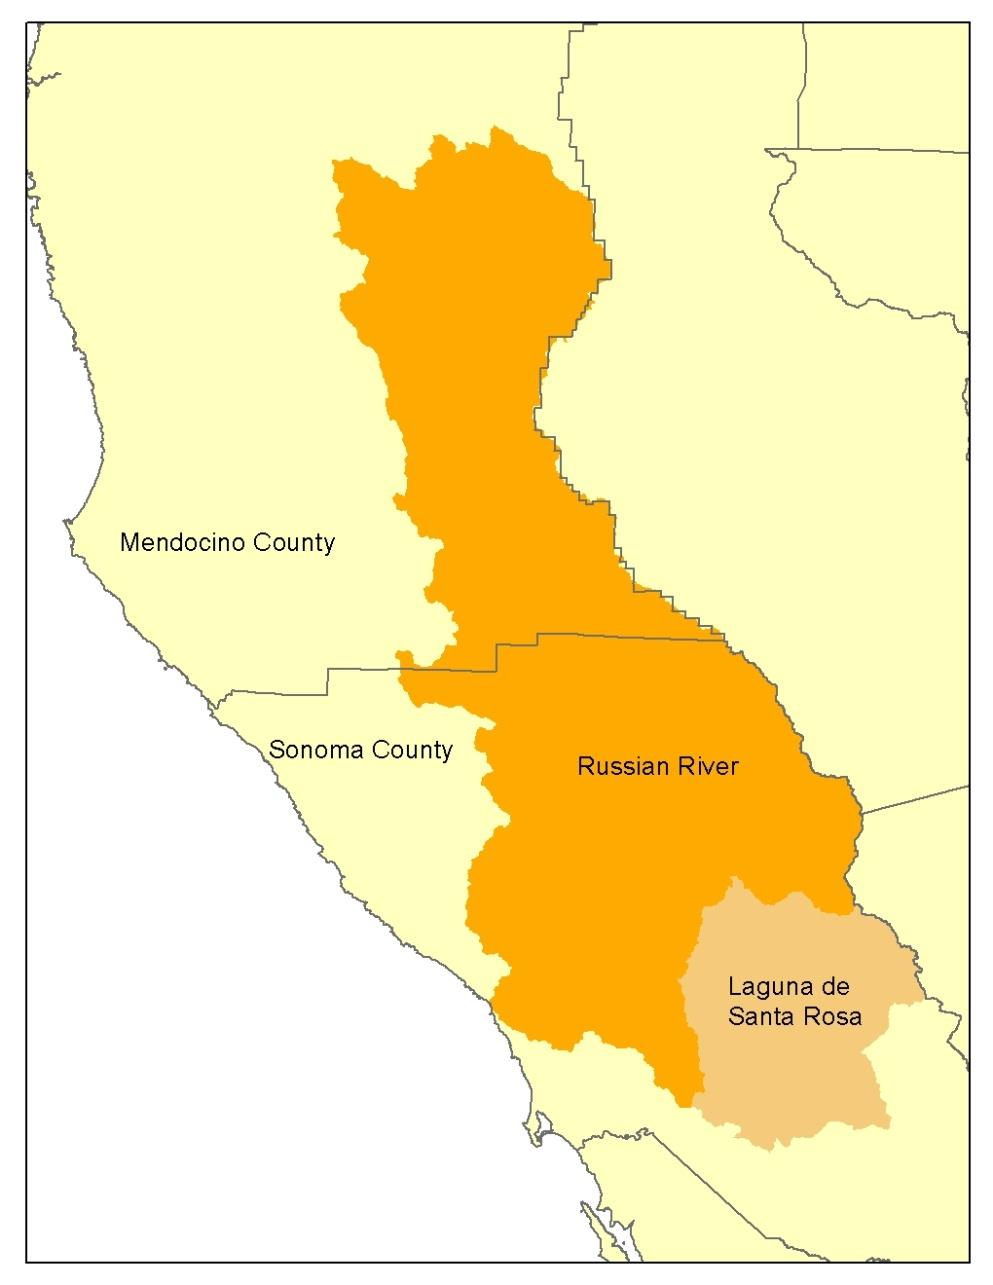 Mendocino County
Sonoma County
Russian River
Laguna de
Santa Rosa